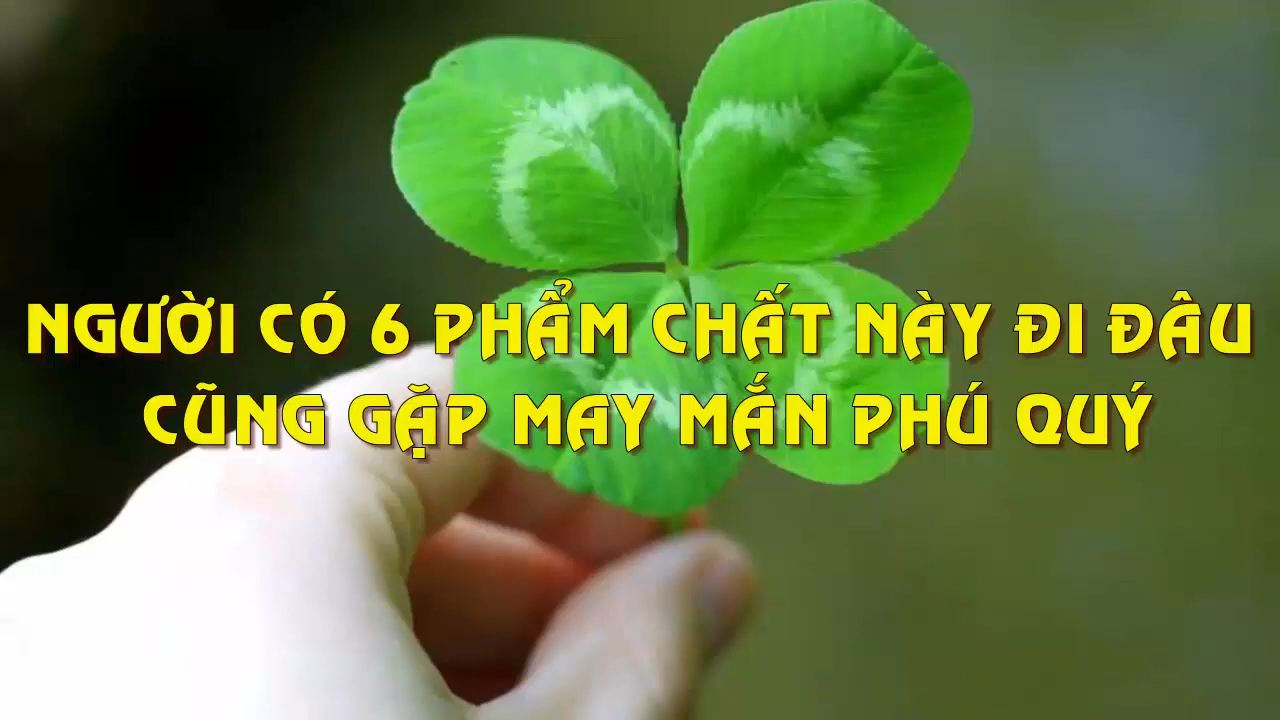 NGƯỜI CÓ 6 PHẨM CHẤT NÀY ĐI ĐÂU
CŨNG GẶP MAY MẮN PHÚ QUÝ